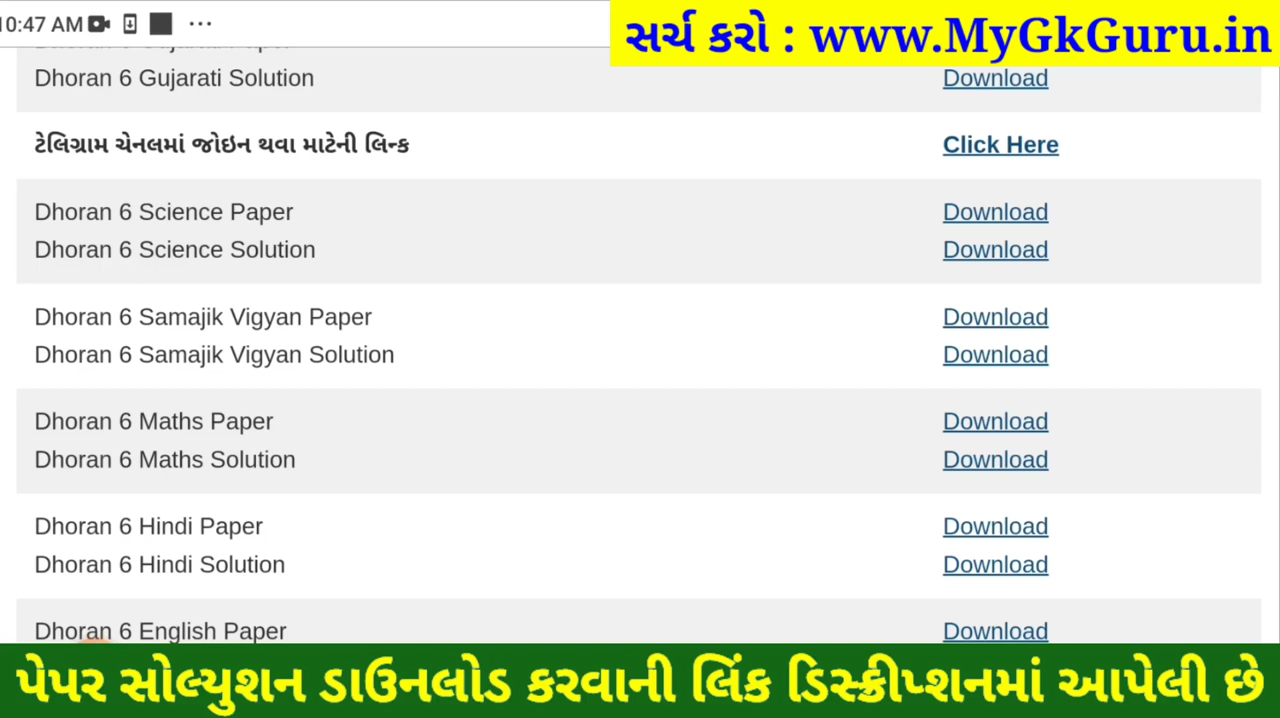 10:47 AM ...
સર્ચ કરો : www.MyGkGuru.in
Dhoran 6 Gujarati Solution Download
ટેલિગ્રામ ચેનલમાં જોઇન થવા માટેની લિન્ક Click Here
Dhoran 6 Science Paper Download
Dhoran 6 Science Solution Download
Dhoran 6 Samajik Vigyan Paper Download
Dhoran 6 Samajik Vigyan Solution Download
Dhoran 6 Maths Paper Download
Dhoran 6 Maths Solution Download
Dhoran 6 Hindi Paper Download
Dhoran 6 Hindi Solution Download
Dhoran 6 English Paper Download
પેપર સોલ્યુશન ડાઉનલોડ કરવાની લિંક ડિસ્ક્રીપ્શનમાં આપેલી છે